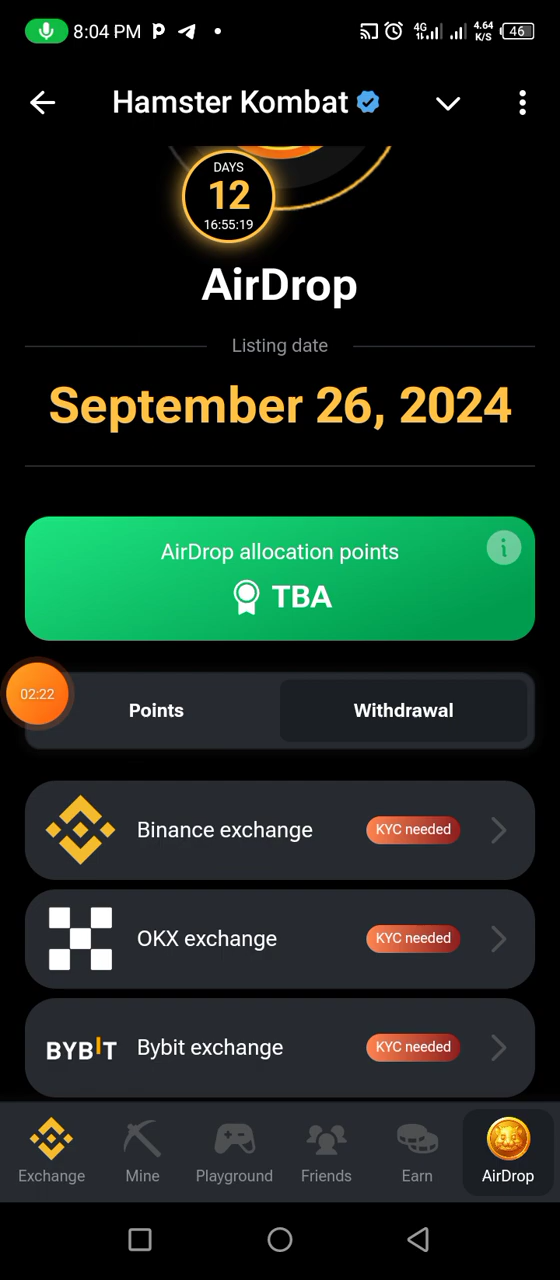 8:04 PM
4G
4.64
K/S
46
Hamster Kombat
DAYS
12
16:55:19
AirDrop
Listing date
September 26, 2024
AirDrop allocation points
i
TBA
02:22
Points
Withdrawal
Binance exchange
KYC needed
OKX exchange
KYC needed
BYBIT
Bybit exchange
KYC needed
Exchange
Mine
Playground
Friends
Earn
AirDrop